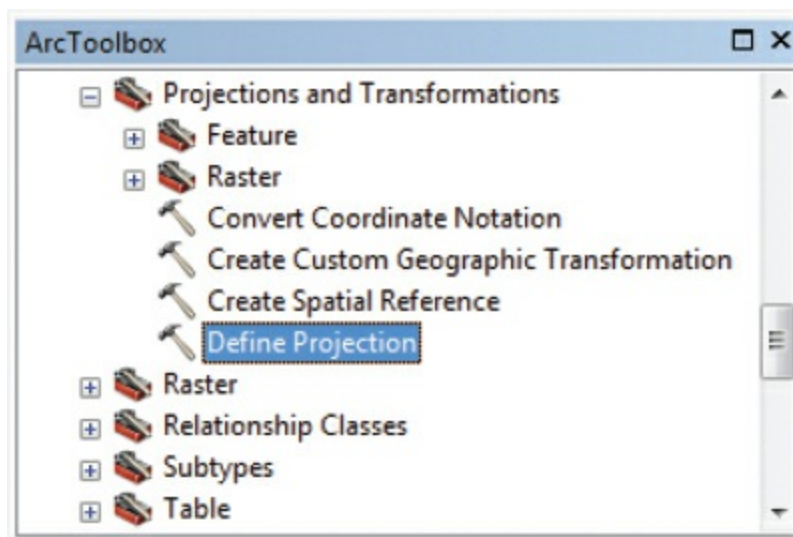 ArcToolbox
Projections and Transformations
Feature
Raster
Convert Coordinate Notation
Create Custom Geographic Transformation
Create Spatial Reference
Define Projection
Raster
Relationship Classes
Subtypes
Table